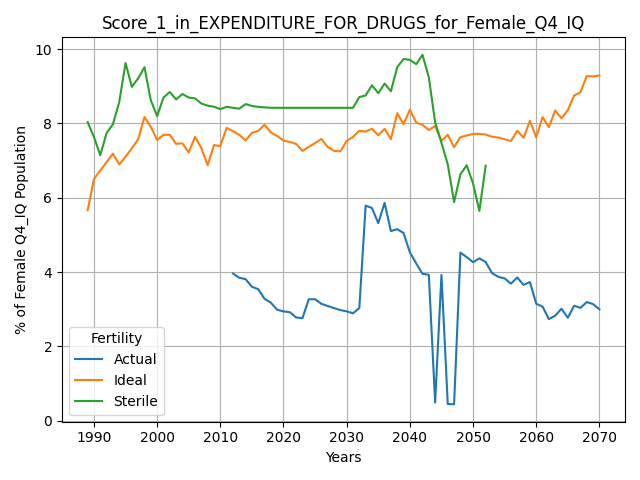 Score_1_in_EXPENDITURE_FOR_DRUGS_for_Female_Q4_IQ
% of Female Q4_IQ Population
10
8
6
4
2
0
Fertility
Actual
Ideal
Sterile
1990 2000 2010 2020 2030 2040 2050 2060 2070
Years